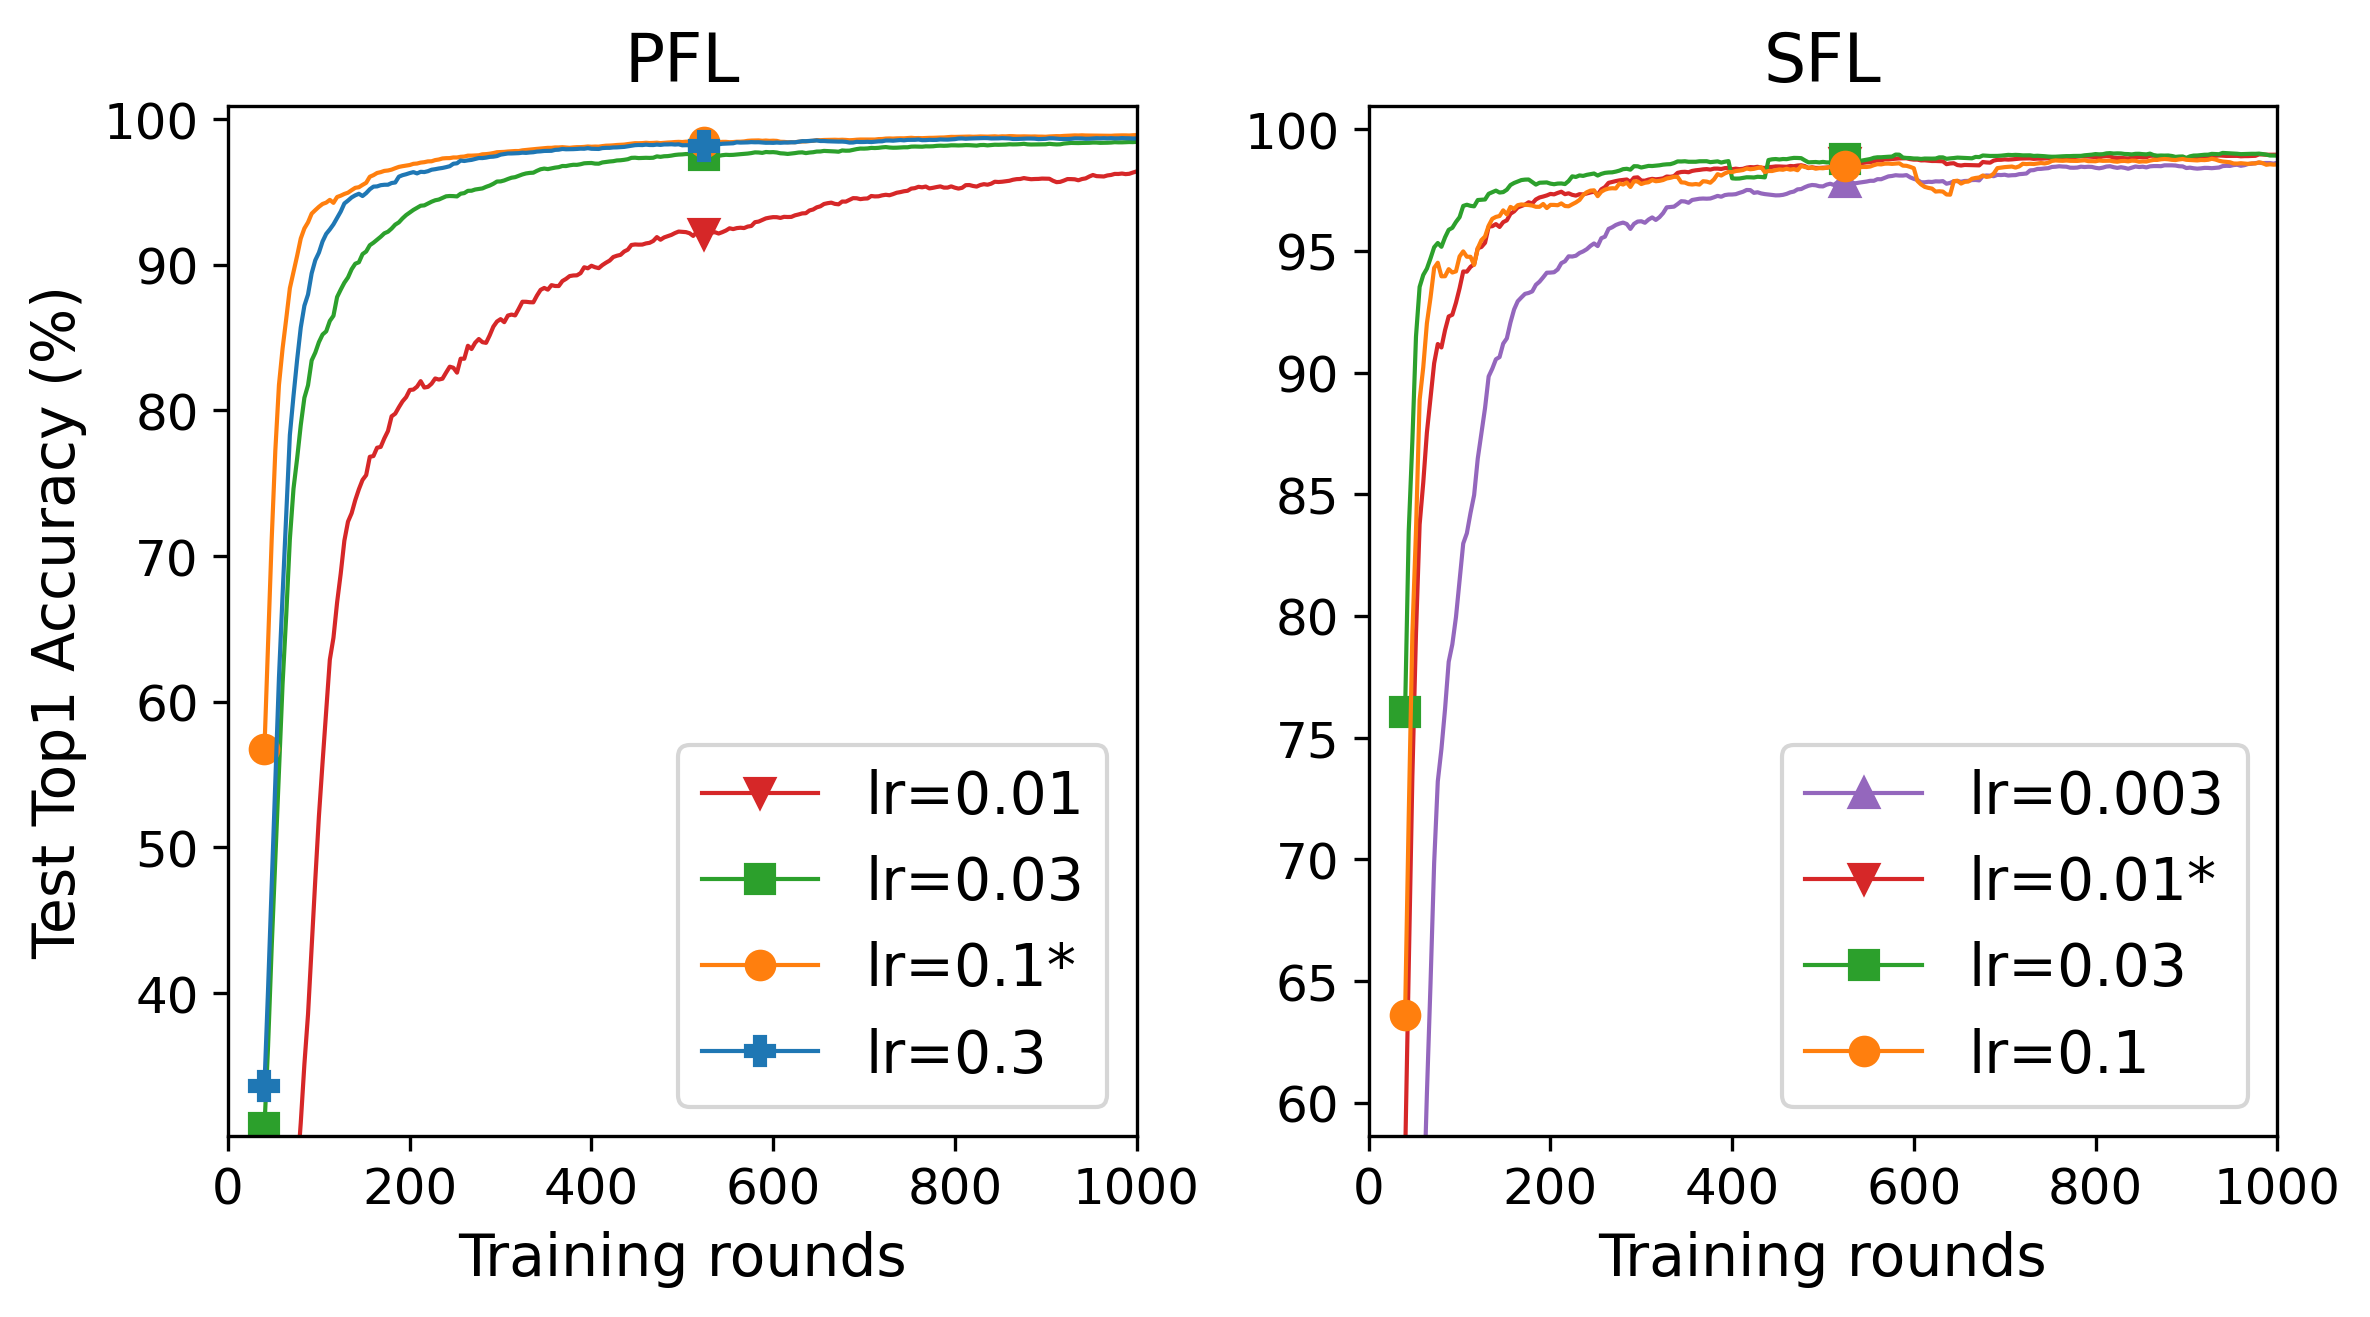 PFL
100
90
80
70
60
50
40
Test Top1 Accuracy (%)
0 200 400 600 800 1000
Training rounds
lr=0.01
lr=0.03
lr=0.1*
lr=0.3
SFL
100
95
90
85
80
75
70
65
60
0 200 400 600 800 1000
Training rounds
lr=0.003
lr=0.01*
lr=0.03
lr=0.1